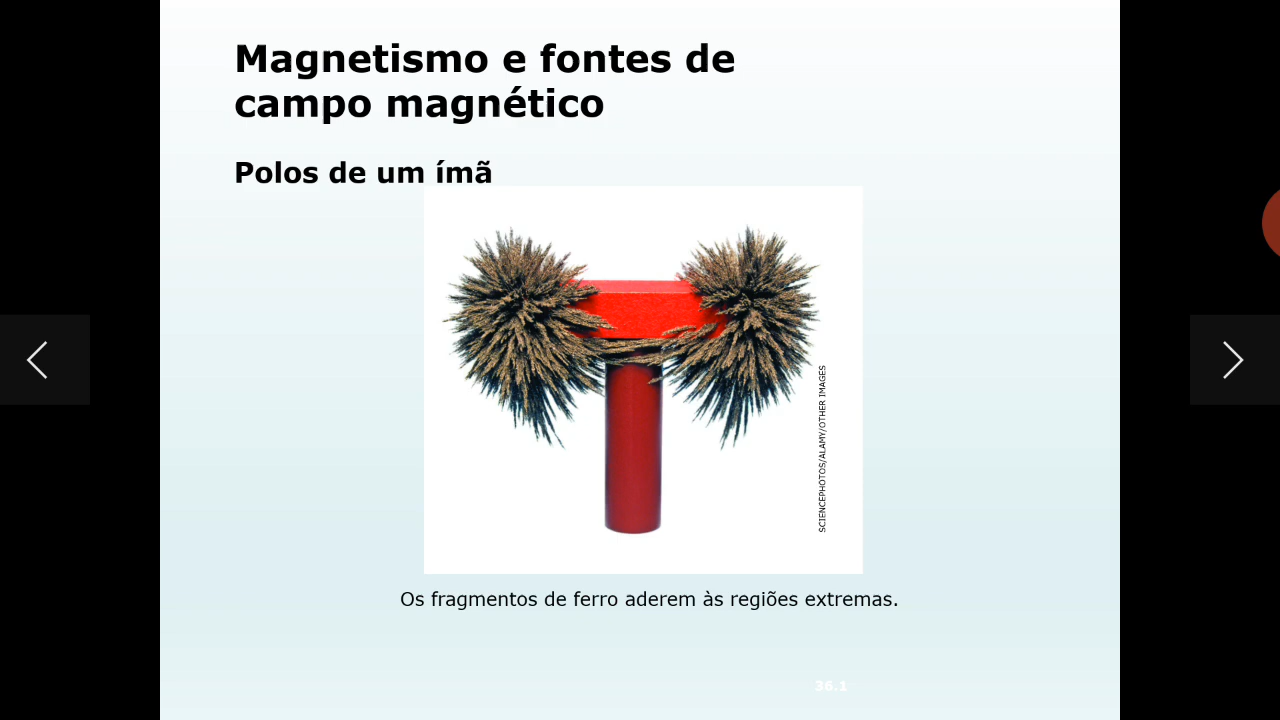 Magnetismo e fontes de
campo magnético
Polos de um ímã
SCIENCEPHOTOS/ALAMY/OTHER IMAGES
Os fragmentos de ferro aderem às regiões extremas.
36.1